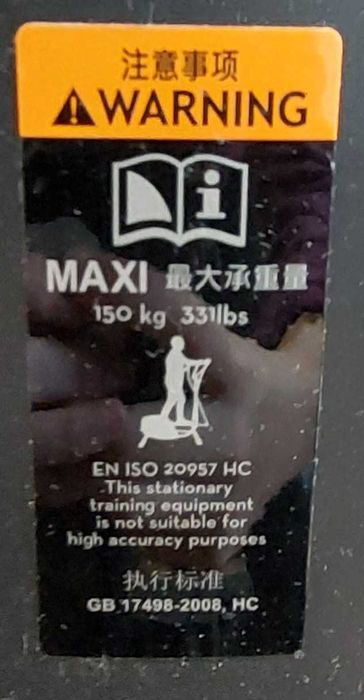 注意事项
WARNING
MAXI 最大承重量
150 kg 331lbs
EN ISO 20957 HC
This stationary
training equipment
is not suitable for
high accuracy purposes
执行标准
GB 17498-2008, HC